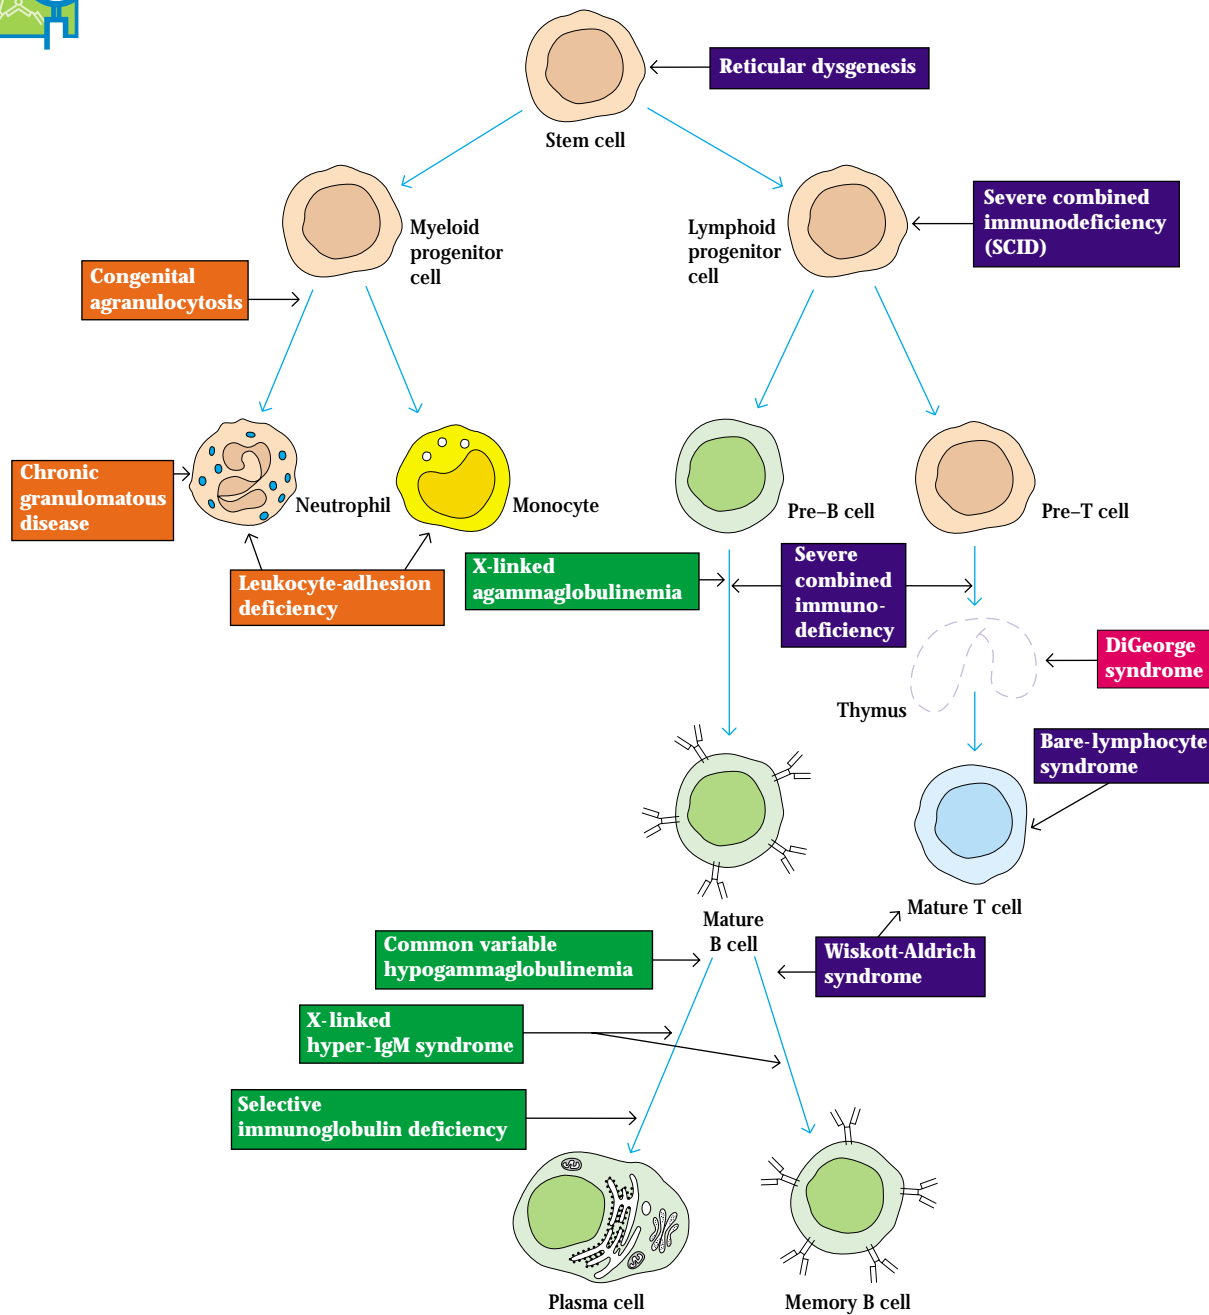 Reticular dysgenesis
Stem cell
Severe combined
immunodeficiency
(SCID)
Myeloid
progenitor
cell
Lymphoid
progenitor
cell
Congenital
agranulocytosis
Chronic
granulomatous
disease
Neutrophil
Monocyte
Pre–B cell
Pre–T cell
Leukocyte-adhesion
deficiency
X-linked
agammaglobulinemia
Severe
combined
immuno-
deficiency
DiGeorge
syndrome
Thymus
Bare-lymphocyte
syndrome
Mature T cell
Mature
B cell
Common variable
hypogammaglobulinemia
Wiskott-Aldrich
syndrome
X-linked
hyper-IgM syndrome
Selective
immunoglobulin deficiency
Plasma cell
Memory B cell